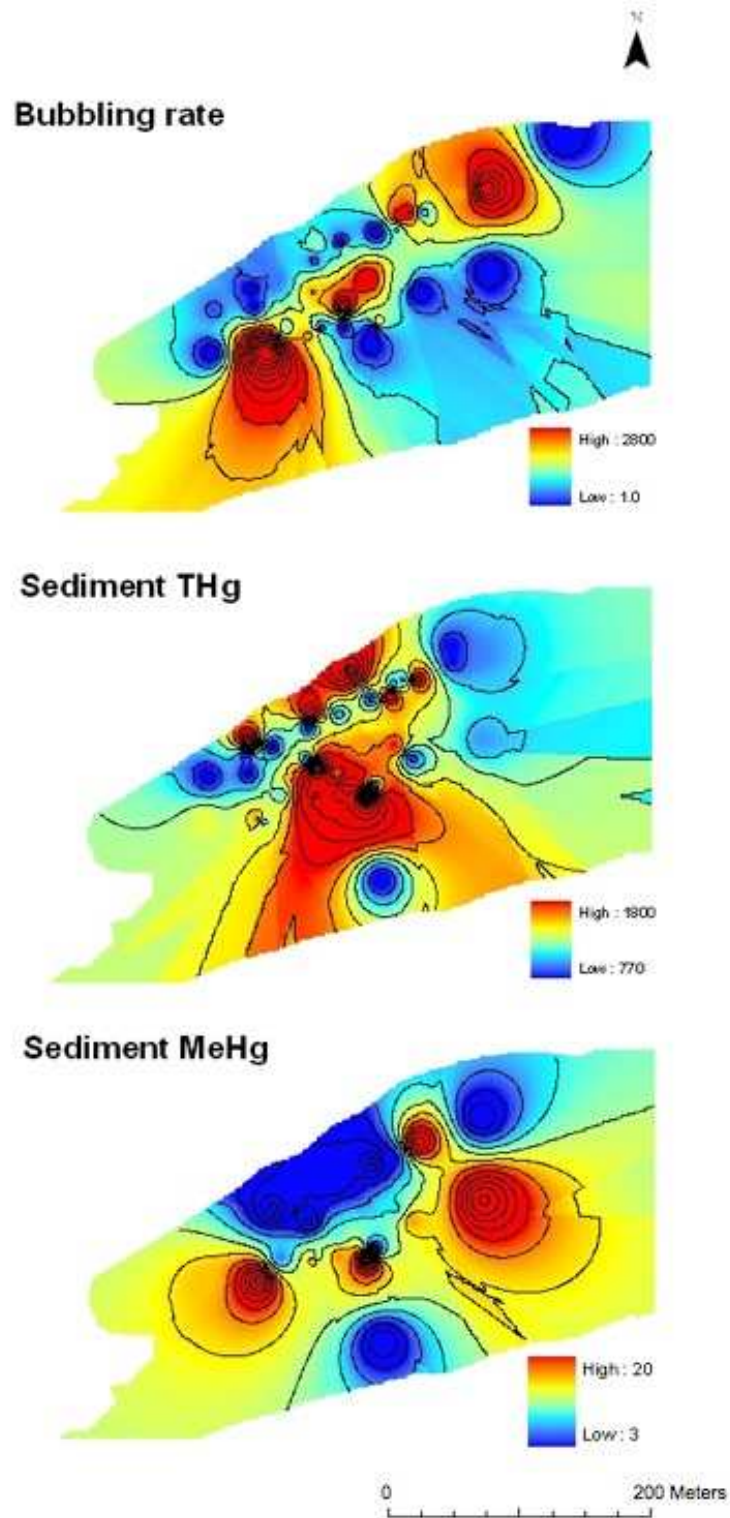 N
Bubbling rate
High : 2800
Low : 1.0
Sediment THg
High : 1800
Low : 770
Sediment MeHg
High : 20
Low : 3
0 200 Meters